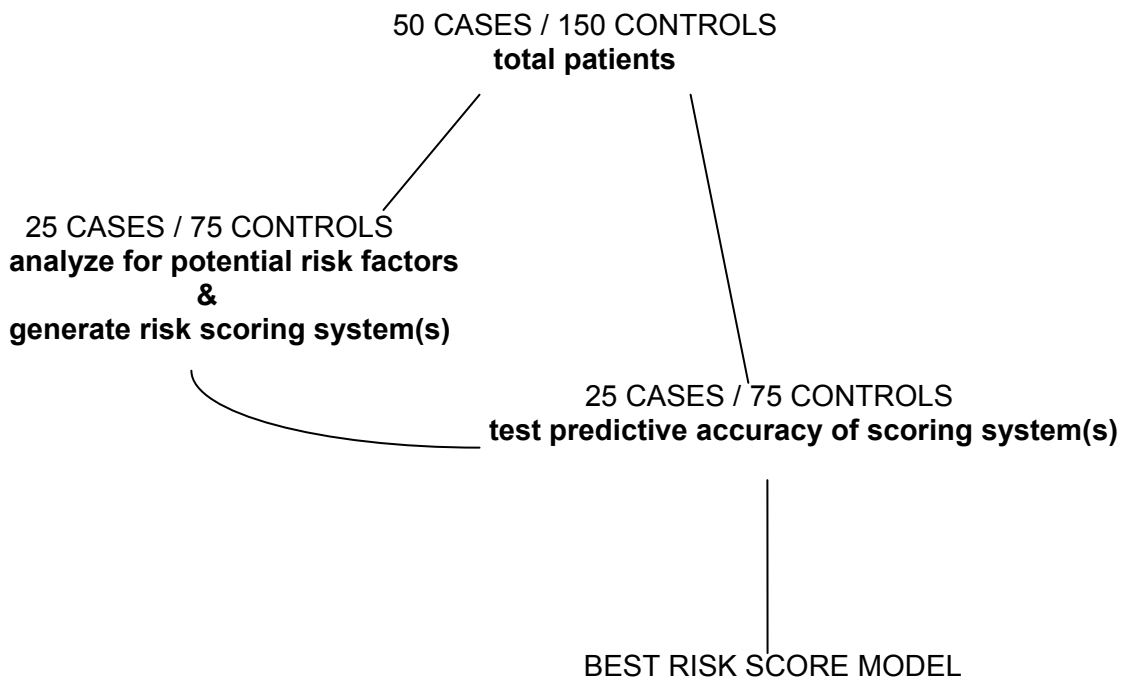 50 CASES / 150 CONTROLS
total patients
25 CASES / 75 CONTROLS
analyze for potential risk factors
&
generate risk scoring system(s)
25 CASES / 75 CONTROLS
test predictive accuracy of scoring system(s)
BEST RISK SCORE MODEL